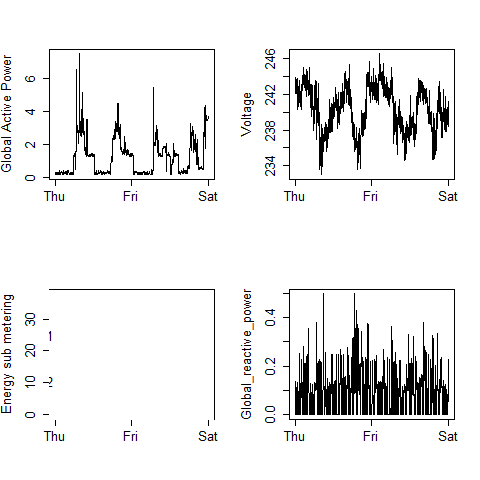 Global Active Power
6
4
2
0
Thu Fri Sat
Voltage
246
242
238
234
Thu Fri Sat
Energy sub metering
30
20
10
0
1
Thu Fri Sat
Global_reactive_power
0.4
0.2
0.0
Thu Fri Sat